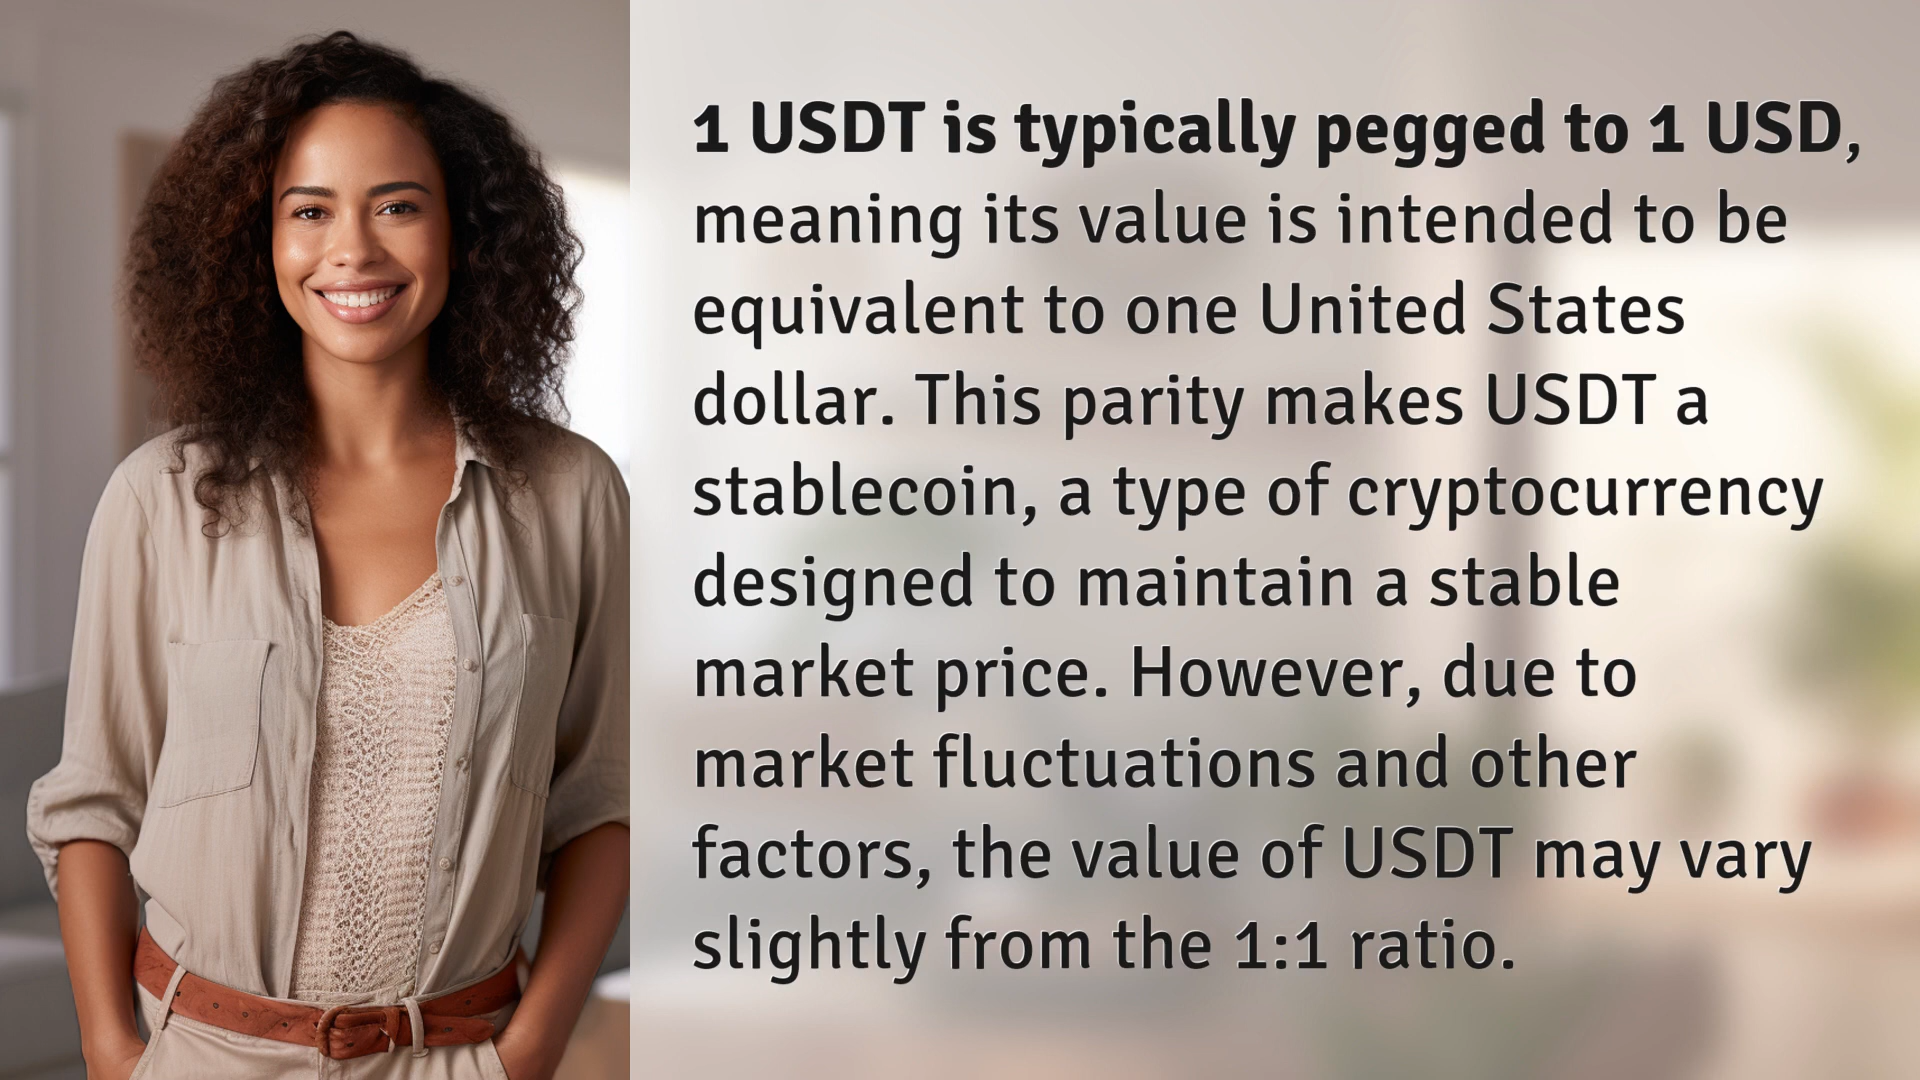 1 USDT is typically pegged to 1 USD,
meaning its value is intended to be
equivalent to one United States
dollar. This parity makes USDT a
stablecoin, a type of cryptocurrency
designed to maintain a stable
market price. However, due to
market fluctuations and other
factors, the value of USDT may vary
slightly from the 1:1 ratio.